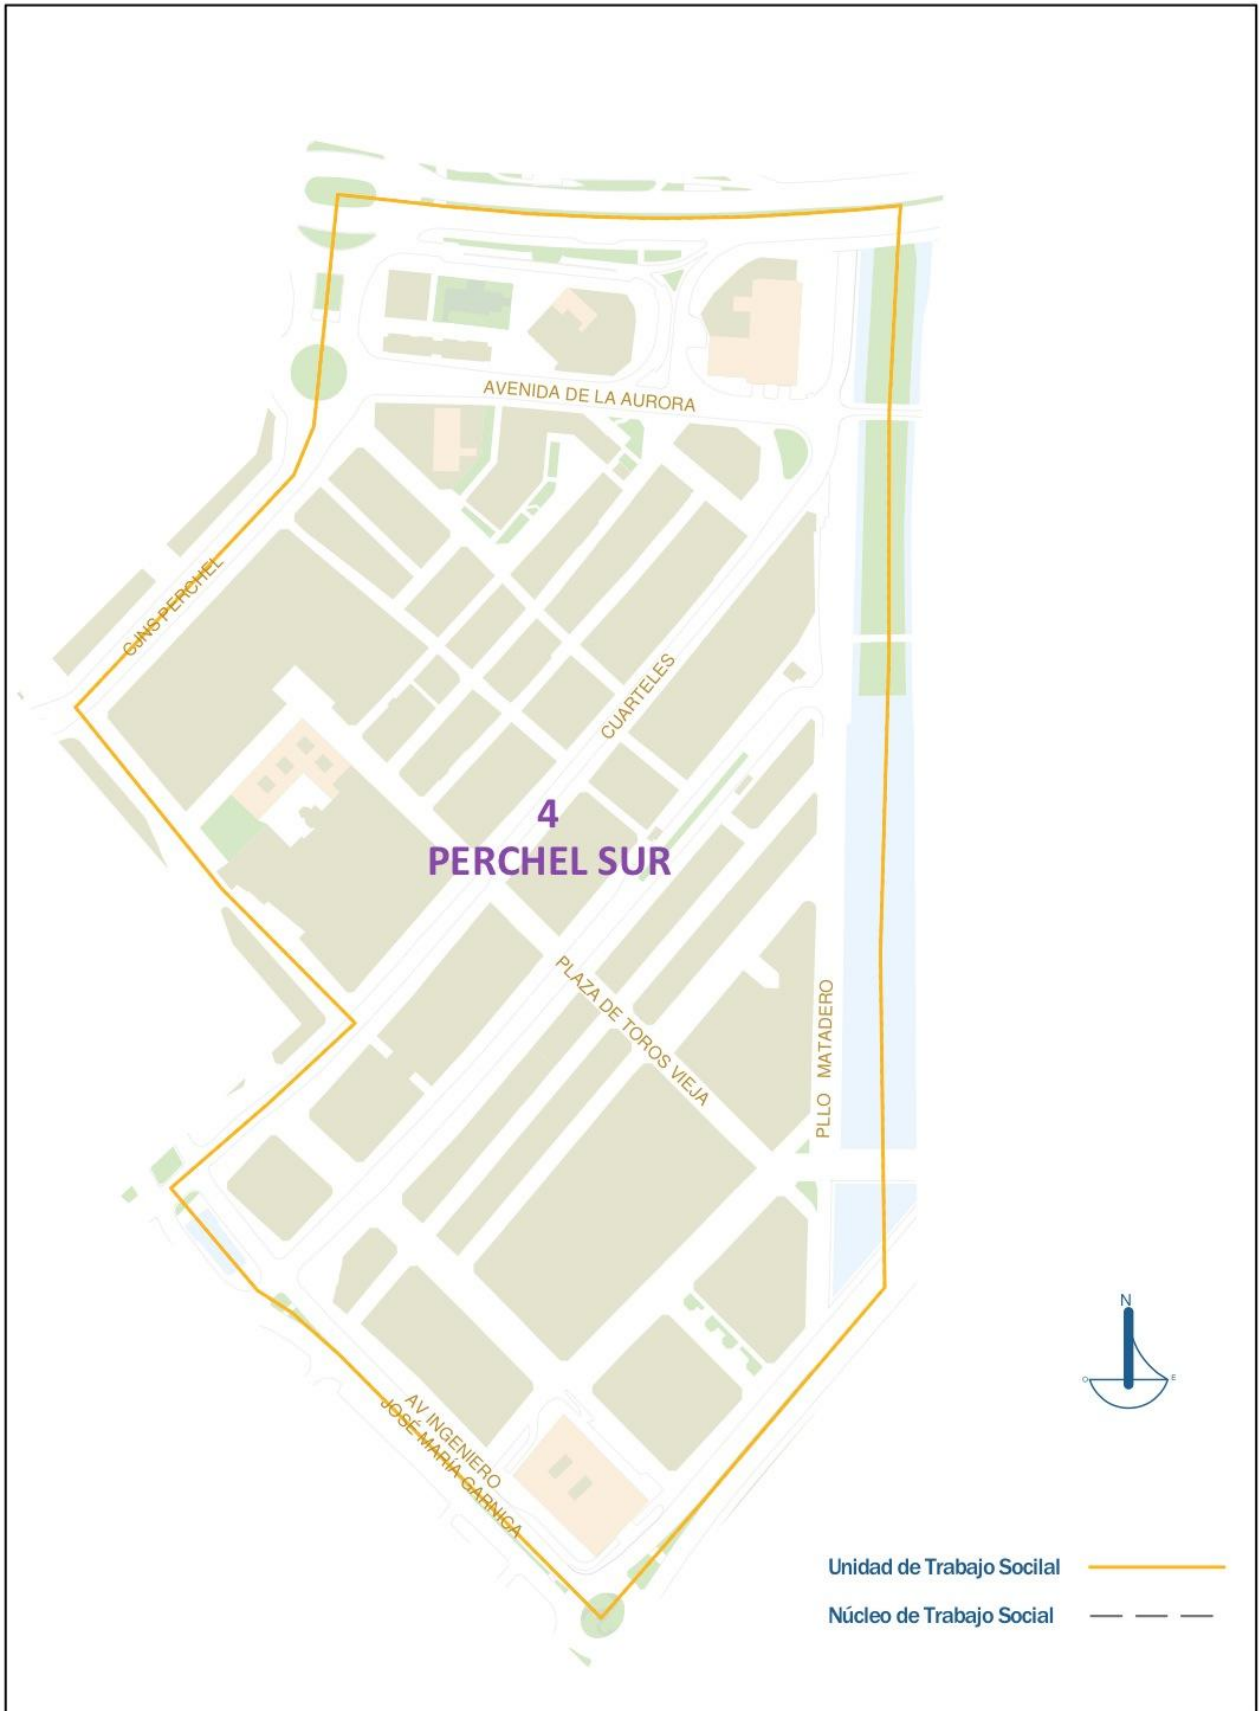 AVENIDA DE LA AURORA
CJNS PERCHEL
CUARTELES
4
PERCHEL SUR
PLAZA DE TOROS VIEJA
PLLO MATADERO
N
O
E
AV INGENIERO
JOSÉ MARÍA GARNICA
Unidad de Trabajo Socilal
Núcleo de Trabajo Social